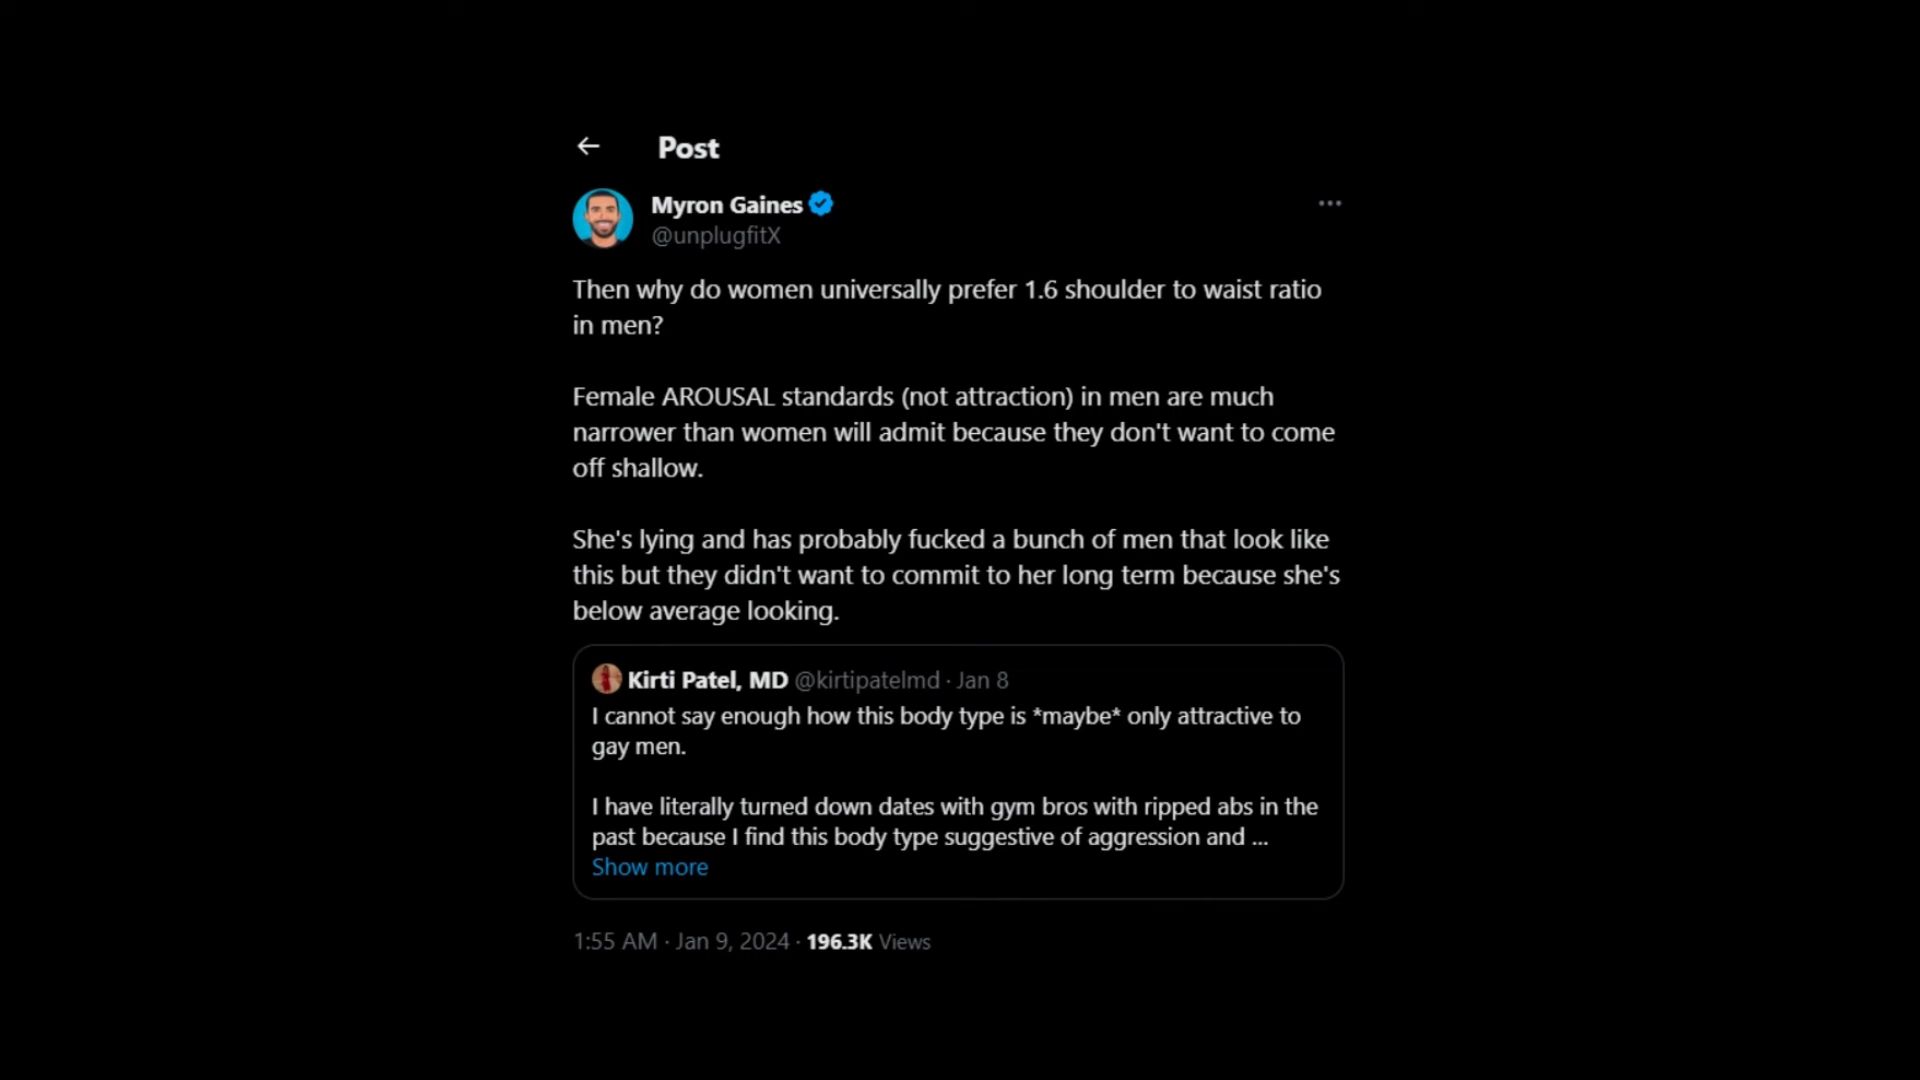 Post
Myron Gaines
@unplugfitX
Then why do women universally prefer 1.6 shoulder to waist ratio
in men?
Female AROUSAL standards (not attraction) in men are much
narrower than women will admit because they don't want to come
off shallow.
She's lying and has probably fucked a bunch of men that look like
this but they didn't want to commit to her long term because she's
below average looking.
Kirti Patel, MD @kirtipatelmd · Jan 8
I cannot say enough how this body type is *maybe* only attractive to
gay men.
I have literally turned down dates with gym bros with ripped abs in the
past because I find this body type suggestive of aggression and ...
Show more
1:55 AM · Jan 9, 2024 · 196.3K Views